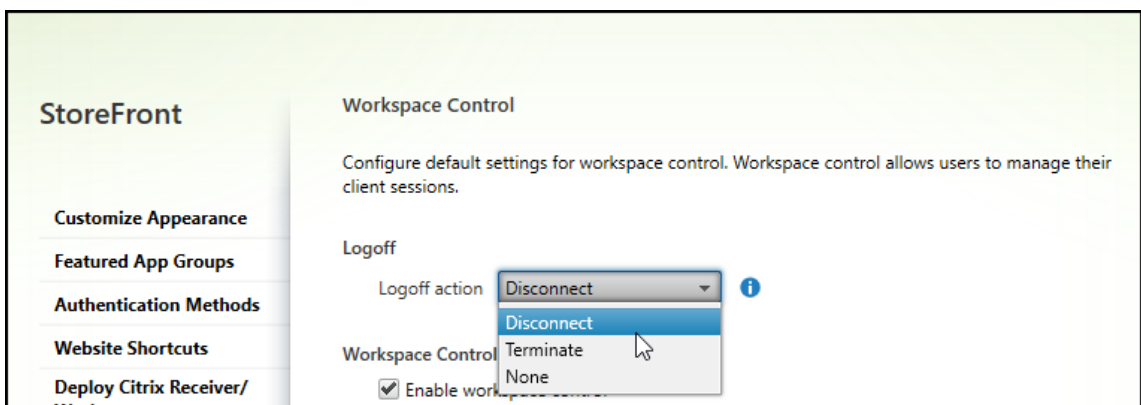 StoreFront
Customize Appearance
Featured App Groups
Authentication Methods
Website Shortcuts
Deploy Citrix Receiver/
Workspace Control
Configure default settings for workspace control. Workspace control allows users to manage their
client sessions.
Logoff
Logoff action Disconnect
Disconnect
Terminate
None
Workspace Control
Enable workspace control